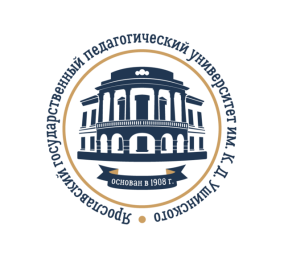 Ярославский государственный педагогический университет им. К. Д. Ушинского
основан в 1908 г.